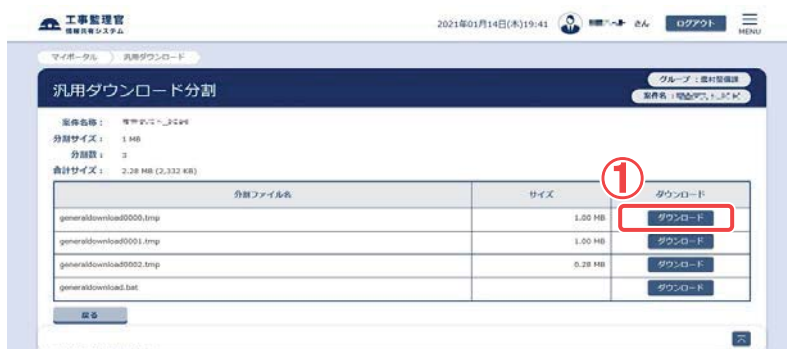 工事監理官
情報共有システム
2021年01月14日(木)19:41
さん
ログアウト
MENU
マイポータル
汎用ダウンロード
汎用ダウンロード分割
グループ:農村整備課
案件名:
案件名称:
分割サイズ: 1 MB
分割数: 3
合計サイズ: 2.28 MB (2,332 KB)
分割ファイル名 サイズ ダウンロード
①
generaldownload0000.tmp 1.00 MB ダウンロード
generaldownload0001.tmp 1.00 MB ダウンロード
generaldownload0002.tmp 0.28 MB ダウンロード
generaldownload.bat ダウンロード
戻る